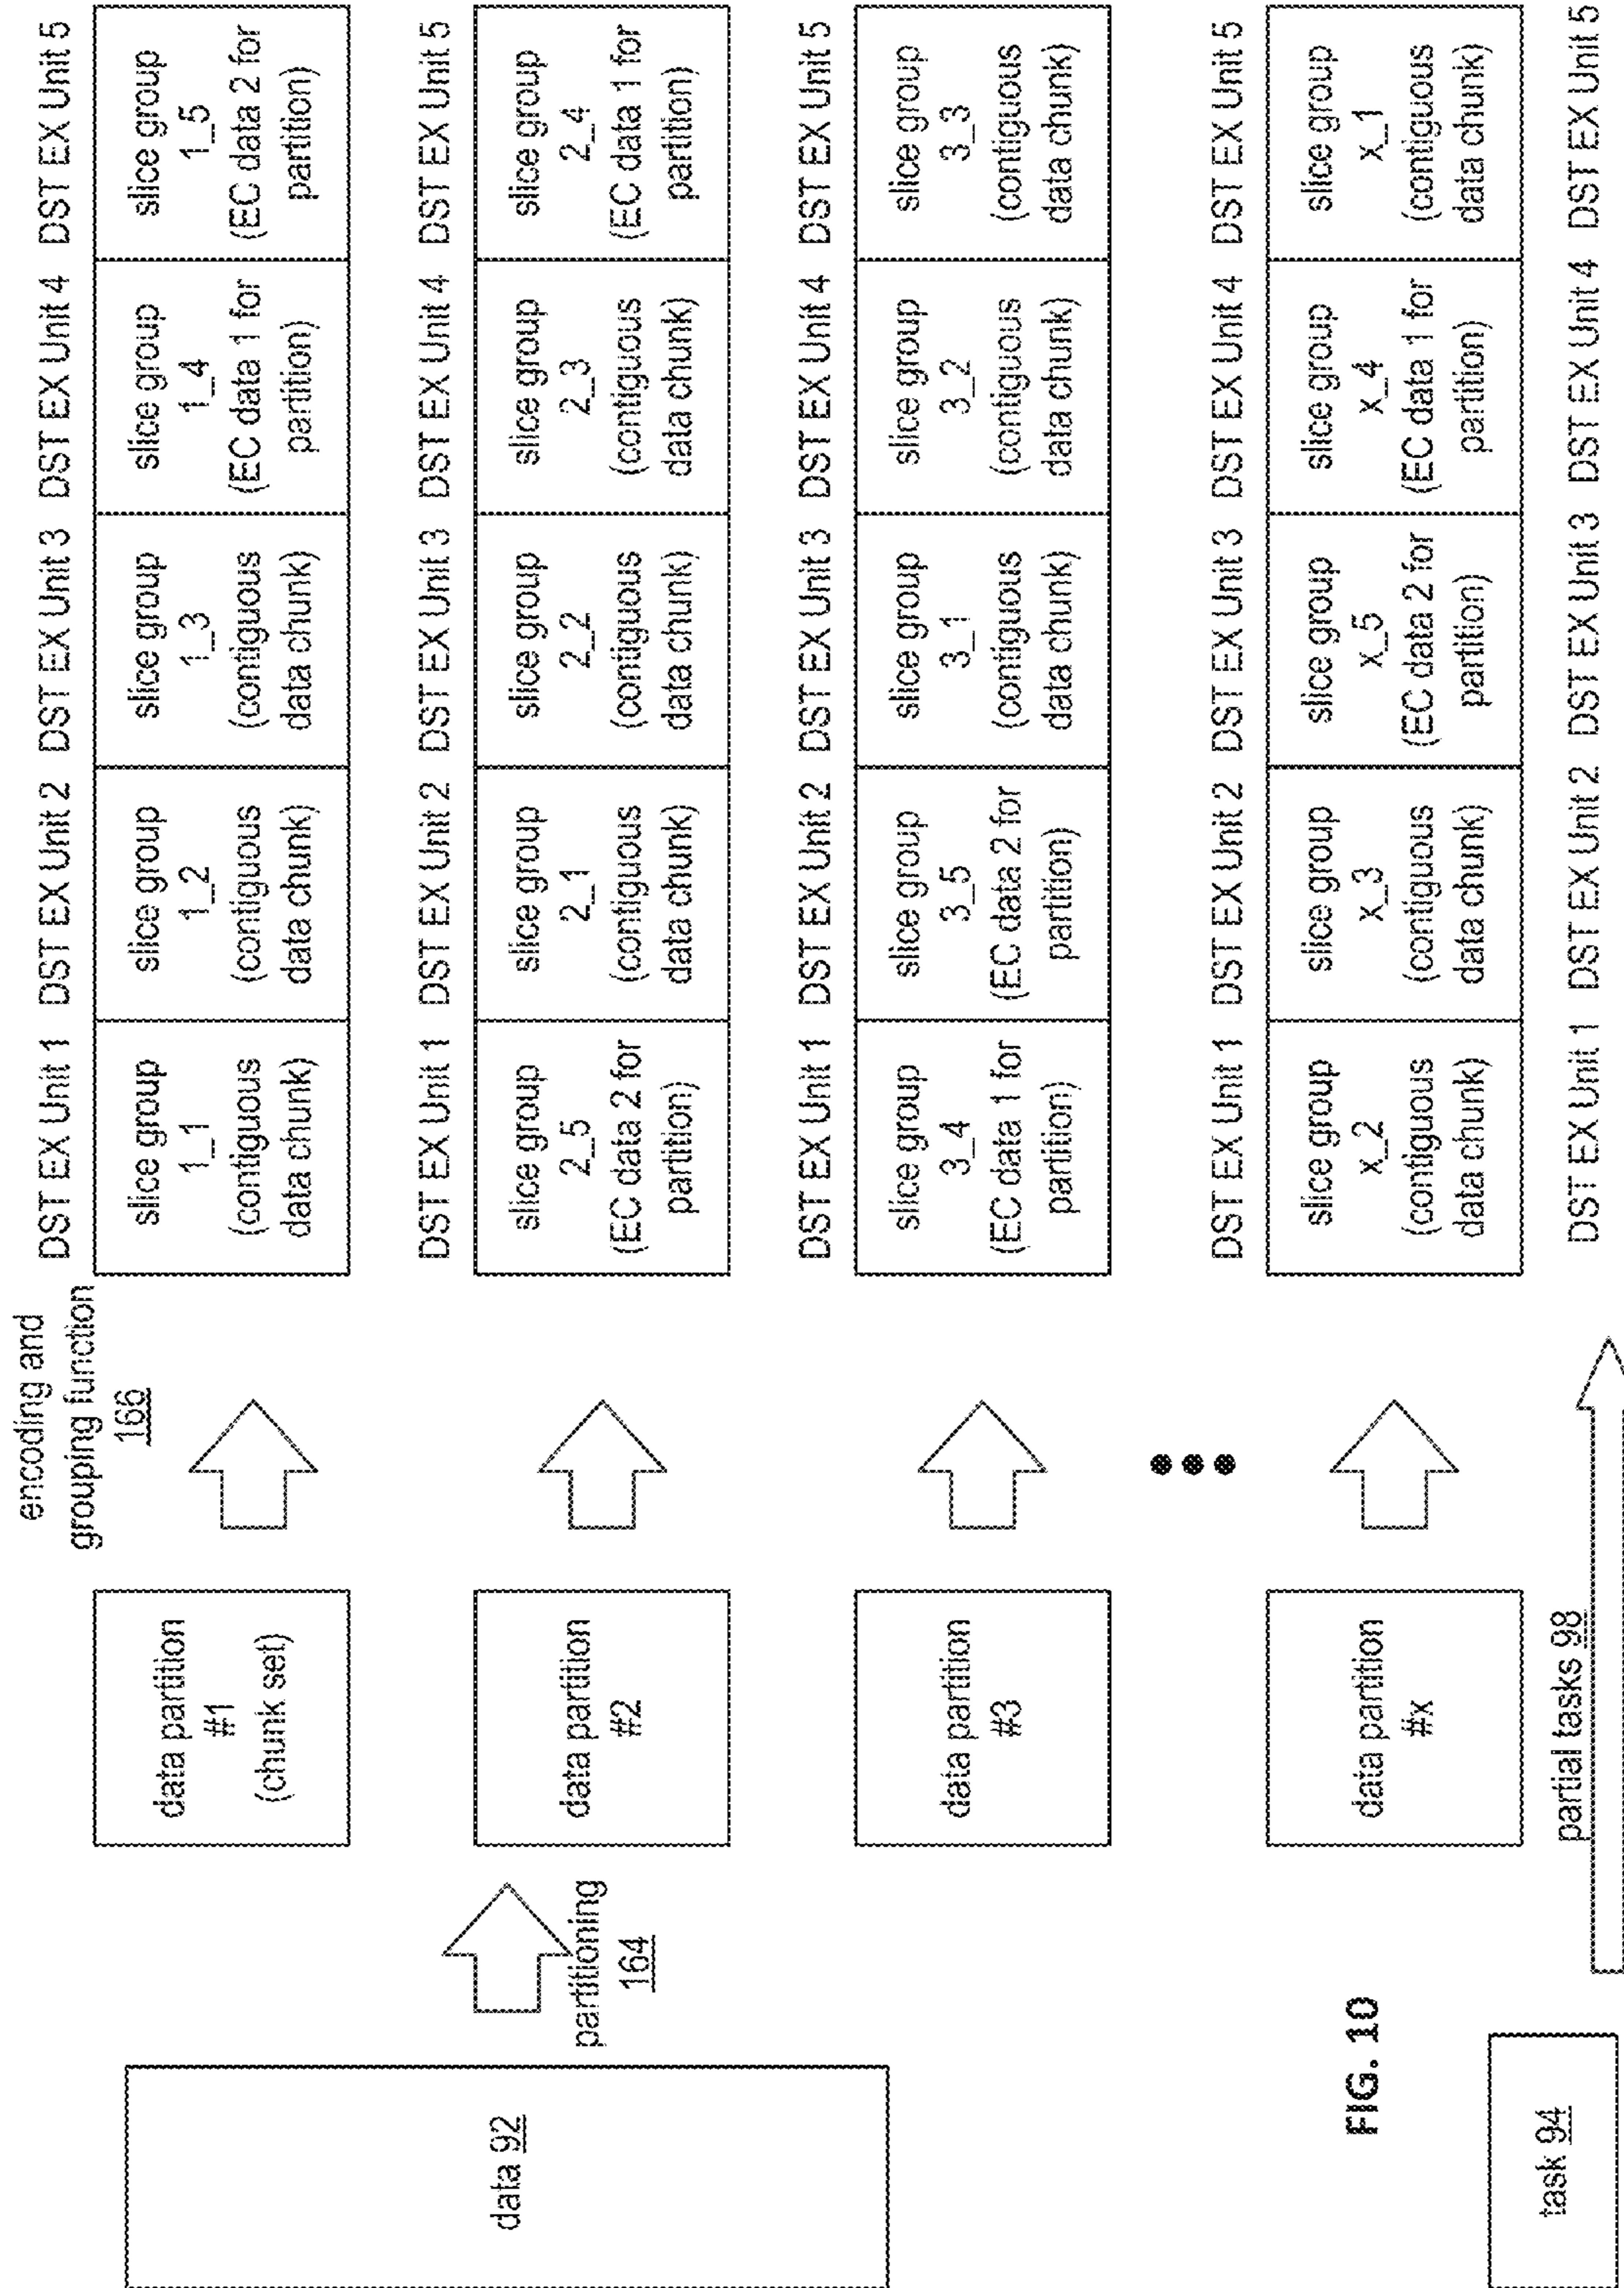 encoding and
grouping function
166
data 92
partitioning
164
data partition
#1
(chunk set)
DST EX Unit 1
DST EX Unit 2
DST EX Unit 3
DST EX Unit 4
DST EX Unit 5
slice group
1_1
(contiguous
data chunk)
slice group
1_2
(contiguous
data chunk)
slice group
1_3
(contiguous
data chunk)
slice group
1_4
(EC data 1 for
partition)
slice group
1_5
(EC data 2 for
partition)
data partition
#2
DST EX Unit 1
DST EX Unit 2
DST EX Unit 3
DST EX Unit 4
DST EX Unit 5
slice group
2_5
(EC data 2 for
partition)
slice group
2_1
(contiguous
data chunk)
slice group
2_2
(contiguous
data chunk)
slice group
2_3
(contiguous
data chunk)
slice group
2_4
(EC data 1 for
partition)
data partition
#3
DST EX Unit 1
DST EX Unit 2
DST EX Unit 3
DST EX Unit 4
DST EX Unit 5
slice group
3_4
(EC data 1 for
partition)
slice group
3_5
(EC data 2 for
partition)
slice group
3_1
(contiguous
data chunk)
slice group
3_2
(contiguous
data chunk)
slice group
3_3
(contiguous
data chunk)
data partition
#x
DST EX Unit 1
DST EX Unit 2
DST EX Unit 3
DST EX Unit 4
DST EX Unit 5
slice group
x_2
(contiguous
data chunk)
slice group
x_3
(contiguous
data chunk)
slice group
x_5
(EC data 2 for
partition)
slice group
x_4
(EC data 1 for
partition)
slice group
x_1
(contiguous
data chunk)
FIG. 10
task 94
partial tasks 98
DST EX Unit 1
DST EX Unit 2
DST EX Unit 3
DST EX Unit 4
DST EX Unit 5